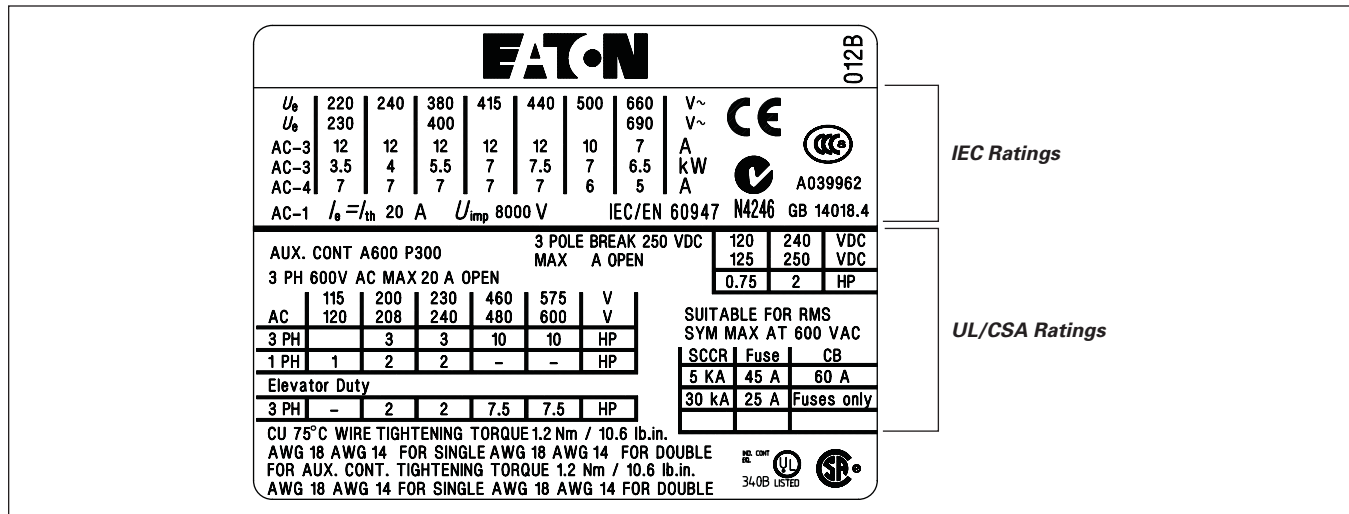 EATON
012B
Ue 220 240 380 415 440 500 660 V~
Ue 230 400 690 V~
AC-3 12 12 12 12 12 10 7 A
AC-3 3.5 4 5.5 7 7.5 7 6.5 kW
AC-4 7 7 7 7 7 6 5 A
AC-1 Ie =Ith 20 A Uimp 8000 V IEC/EN 60947
CE
CCC S
A039962
N4246 GB 14018.4
IEC Ratings
AUX. CONT A600 P300
3 POLE BREAK 250 VDC
MAX A OPEN
120 240 VDC
125 250 VDC
0.75 2 HP
3 PH 600V AC MAX 20 A OPEN
115 200 230 460 575 V
AC 120 208 240 480 600 V
3 PH 3 3 10 10 HP
1 PH 1 2 2 – – HP
Elevator Duty
3 PH – 2 2 7.5 7.5 HP
SUITABLE FOR RMS
SYM MAX AT 600 VAC
SCCR Fuse CB
5 KA 45 A 60 A
30 kA 25 A Fuses only
UL/CSA Ratings
CU 75°C WIRE TIGHTENING TORQUE 1.2 Nm / 10.6 lb.in.
AWG 18 AWG 14 FOR SINGLE AWG 18 AWG 14 FOR DOUBLE
FOR AUX. CONT. TIGHTENING TORQUE 1.2 Nm / 10.6 lb.in.
AWG 18 AWG 14 FOR SINGLE AWG 18 AWG 14 FOR DOUBLE
IND. CONT
EQ.
340B
UL
LISTED
SA